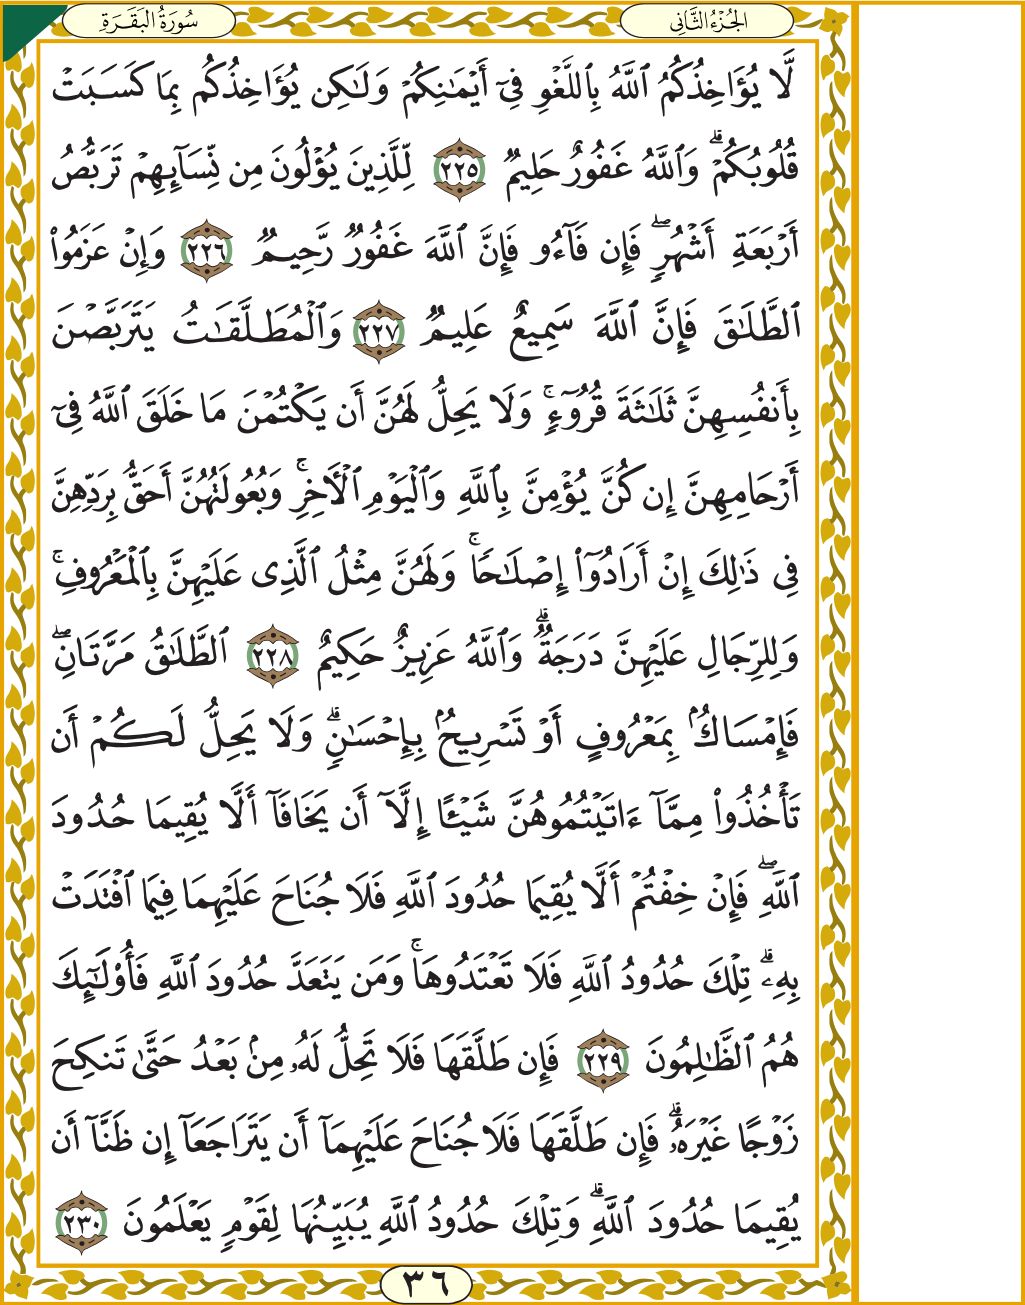 الجُزْءُ الثَّانِي
سُورَةُ البَقَرَةِ
لَّا يُؤَاخِذُكُمُ ٱللَّهُ بِٱللَّغْوِ فِىٓ أَيْمَٰنِكُمْ وَلَٰكِن يُؤَاخِذُكُم بِمَا كَسَبَتْ
قُلُوبُكُمْ ۗ وَٱللَّهُ غَفُورٌ حَلِيمٌ ٢٢٥ لِّلَّذِينَ يُؤْلُونَ مِن نِّسَآئِهِمْ تَرَبُّصُ
أَرْبَعَةِ أَشْهُرٍ ۖ فَإِن فَآءُو فَإِنَّ ٱللَّهَ غَفُورٌ رَّحِيمٌ ٢٢٦ وَإِنْ عَزَمُوا۟
ٱلطَّلَٰقَ فَإِنَّ ٱللَّهَ سَمِيعٌ عَلِيمٌ ٢٢٧ وَٱلْمُطَلَّقَٰتُ يَتَرَبَّصْنَ
بِأَنفُسِهِنَّ ثَلَٰثَةَ قُرُوٓءٍ ۚ وَلَا يَحِلُّ لَهُنَّ أَن يَكْتُمْنَ مَا خَلَقَ ٱللَّهُ فِىٓ
أَرْحَامِهِنَّ إِن كُنَّ يُؤْمِنَّ بِٱللَّهِ وَٱلْيَوْمِ ٱلْءَاخِرِ ۚ وَبُعُولَتُهُنَّ أَحَقُّ بِرَدِّهِنَّ
فِى ذَٰلِكَ إِنْ أَرَادُوٓا۟ إِصْلَٰحًا ۚ وَلَهُنَّ مِثْلُ ٱلَّذِى عَلَيْهِنَّ بِٱلْمَعْرُوفِ ۚ
وَلِلرِّجَالِ عَلَيْهِنَّ دَرَجَةٌ ۗ وَٱللَّهُ عَزِيزٌ حَكِيمٌ ٢٢٨ ٱلطَّلَٰقُ مَرَّتَانِ ۖ
فَإِمْسَاكٌۢ بِمَعْرُوفٍ أَوْ تَسْرِيحٌۢ بِإِحْسَٰنٍ ۗ وَلَا يَحِلُّ لَكُمْ أَن
تَأْخُذُوا۟ مِمَّآ ءَاتَيْتُمُوهُنَّ شَيْـًٔا إِلَّآ أَن يَخَافَآ أَلَّا يُقِيمَا حُدُودَ
ٱللَّهِ ۖ فَإِنْ خِفْتُمْ أَلَّا يُقِيمَا حُدُودَ ٱللَّهِ فَلَا جُنَاحَ عَلَيْهِمَا فِيمَا ٱفْتَدَتْ
بِهِۦ ۗ تِلْكَ حُدُودُ ٱللَّهِ فَلَا تَعْتَدُوهَا ۚ وَمَن يَتَعَدَّ حُدُودَ ٱللَّهِ فَأُو۟لَٰٓئِكَ
هُمُ ٱلظَّٰلِمُونَ ٢٢٩ فَإِن طَلَّقَهَا فَلَا تَحِلُّ لَهُۥ مِنۢ بَعْدُ حَتَّىٰ تَنكِحَ
زَوْجًا غَيْرَهُۥ ۗ فَإِن طَلَّقَهَا فَلَا جُنَاحَ عَلَيْهِمَآ أَن يَتَرَاجَعَآ إِن ظَنَّآ أَن
يُقِيمَا حُدُودَ ٱللَّهِ ۗ وَتِلْكَ حُدُودُ ٱللَّهِ يُبَيِّنُهَا لِقَوْمٍ يَعْلَمُونَ ٢٣٠
٣٦